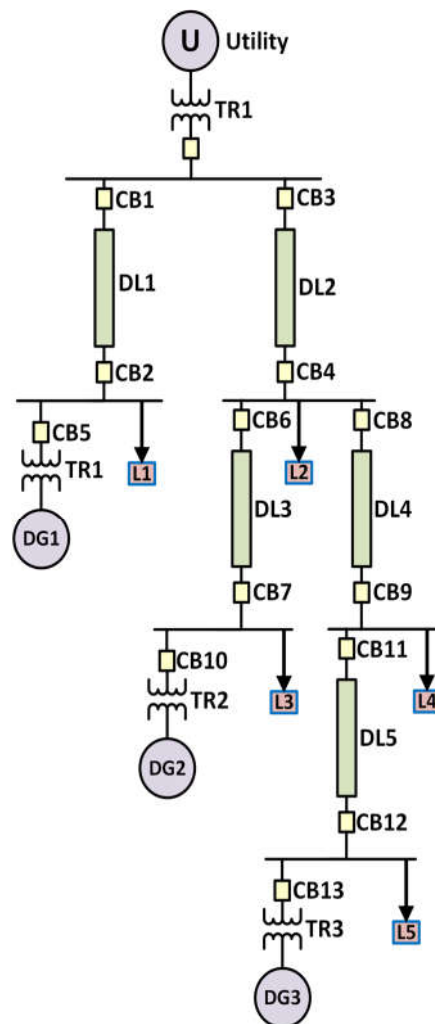 U Utility
TR1
CB1 CB3
DL1 DL2
CB2 CB4
CB5 CB6 CB8
TR1 L1 L2
DG1 DL3 DL4
CB7 CB9
CB10 CB11
TR2 L3 L4
DG2 DL5
CB12
CB13
TR3 L5
DG3